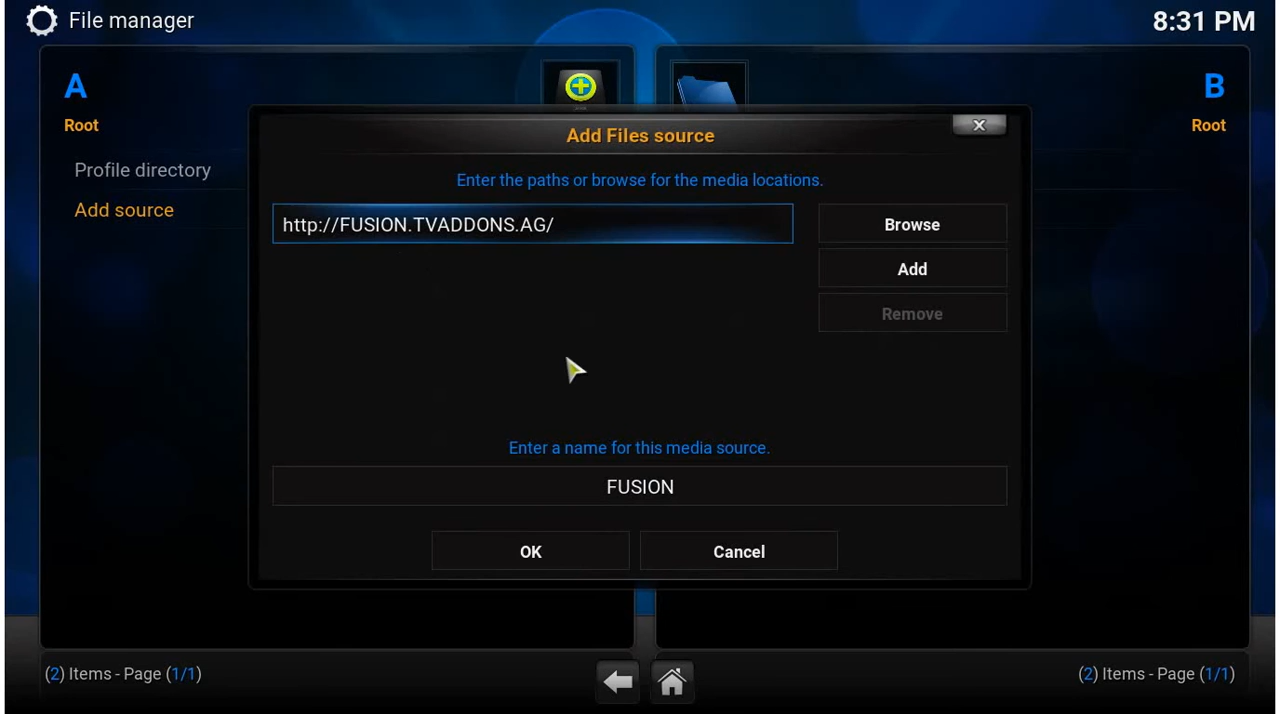 File manager
8:31 PM
A
B
Root
Root
Profile directory
Add source
Add Files source
Enter the paths or browse for the media locations.
http://FUSION.TVADDONS.AG/
Browse
Add
Remove
Enter a name for this media source.
FUSION
OK
Cancel
(2) Items - Page (1/1)
(2) Items - Page (1/1)